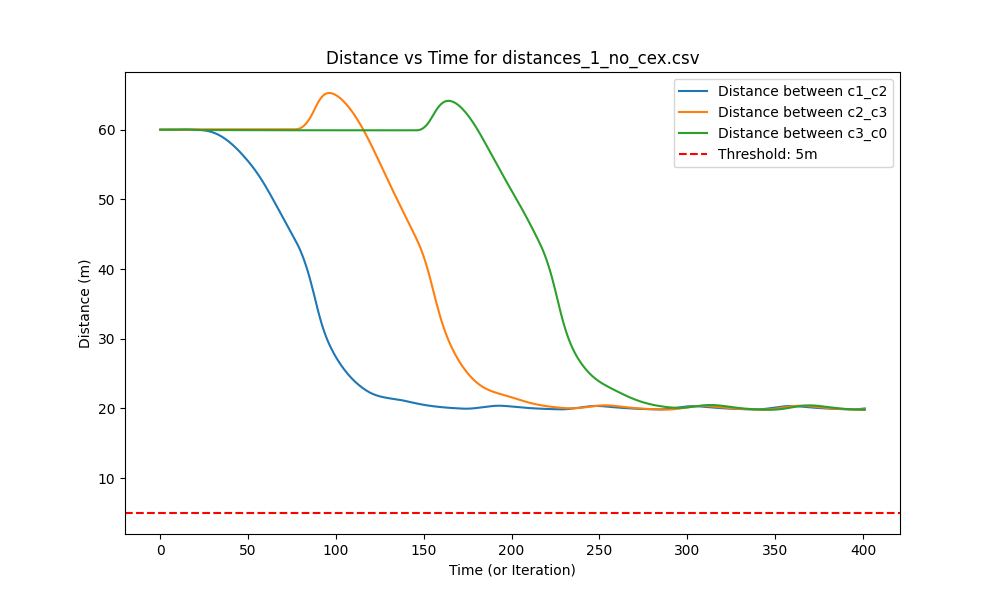 Distance vs Time for distances_1_no_cex.csv
Distance between c1_c2
Distance between c2_c3
Distance between c3_c0
Threshold: 5m
Distance (m)
60
50
40
30
20
10
0
50
100
150
200
250
300
350
400
Time (or Iteration)